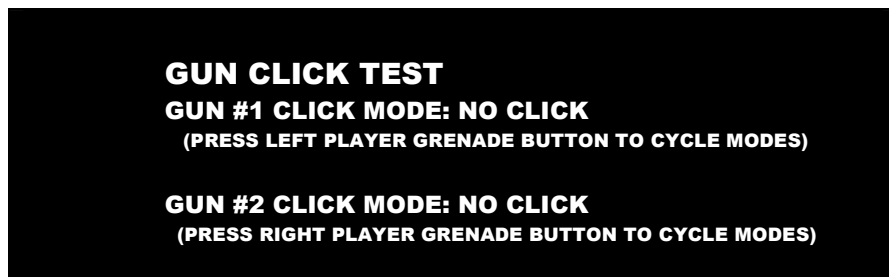 GUN CLICK TEST
GUN #1 CLICK MODE: NO CLICK
(PRESS LEFT PLAYER GRENADE BUTTON TO CYCLE MODES)
GUN #2 CLICK MODE: NO CLICK
(PRESS RIGHT PLAYER GRENADE BUTTON TO CYCLE MODES)